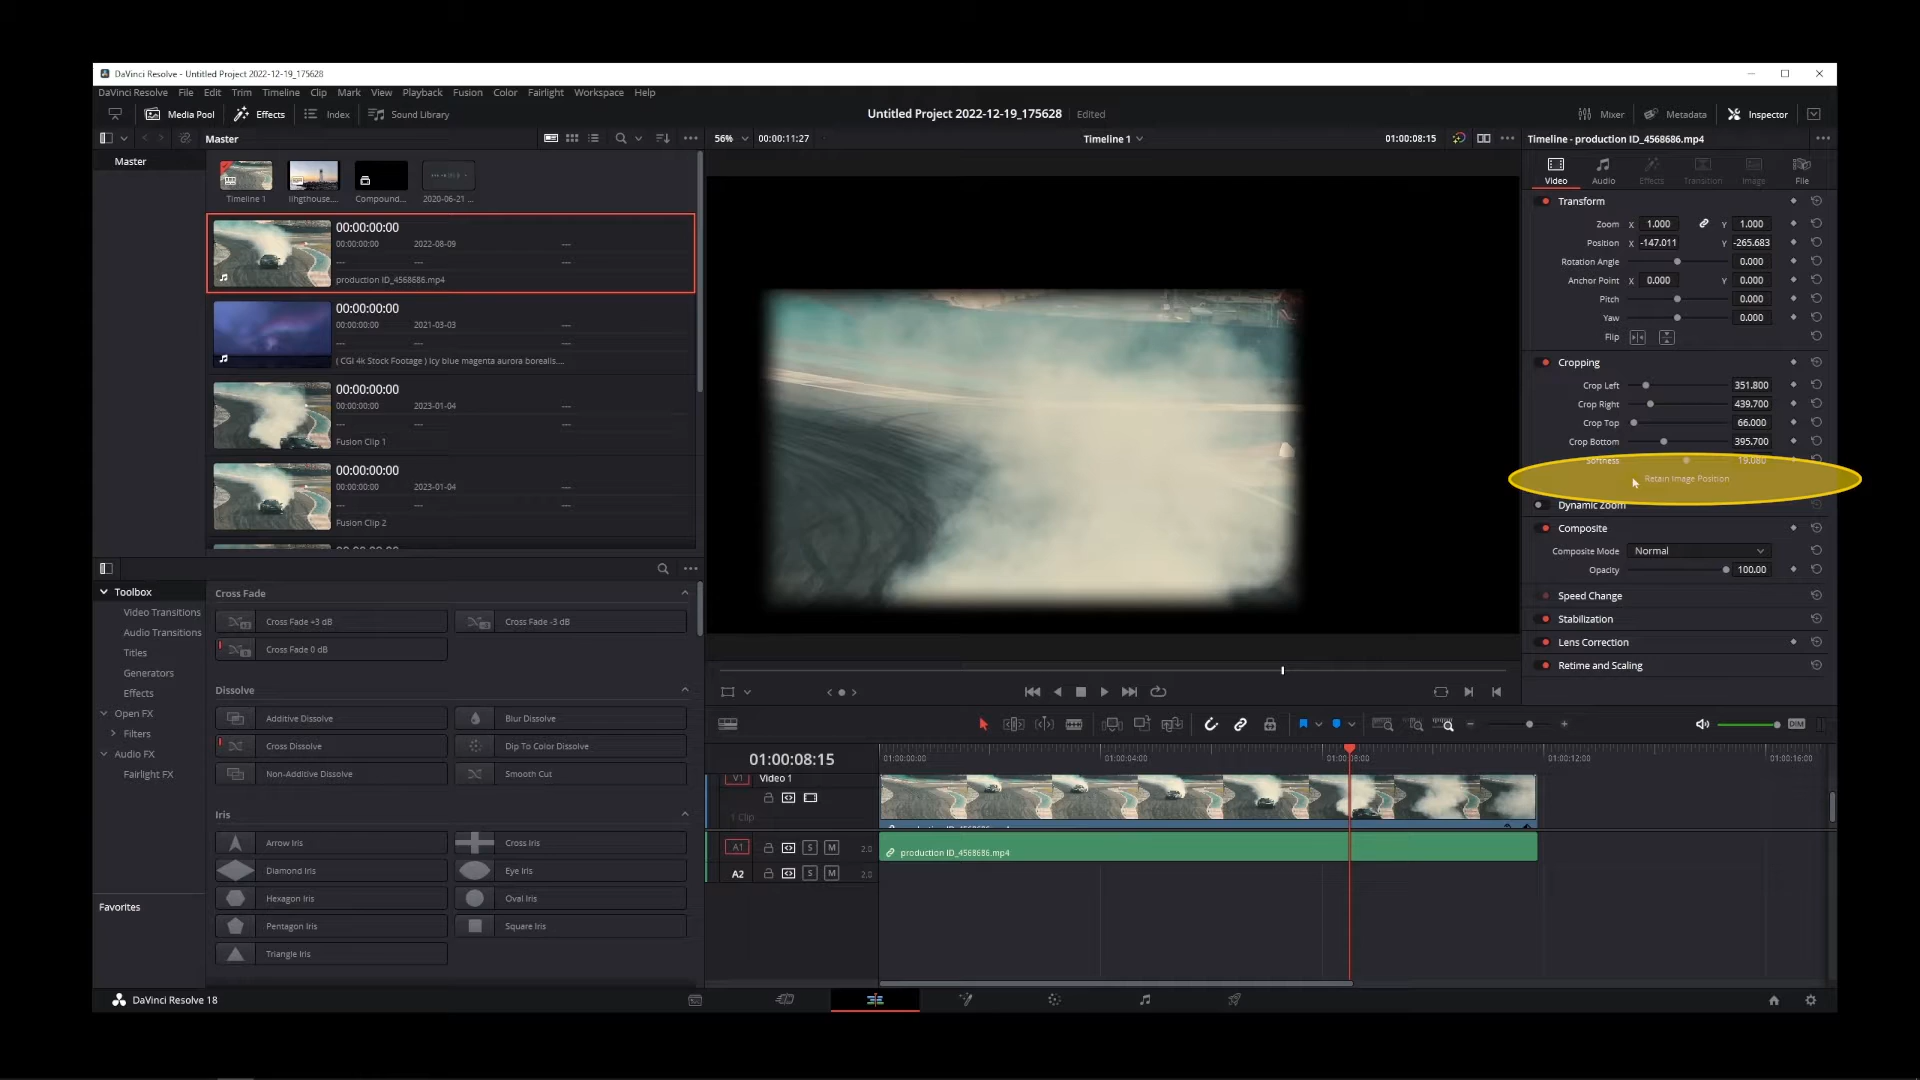 DaVinci Resolve - Untitled Project 2022-12-19_175628
DaVinci Resolve File Edit Trim Timeline Clip Mark View Playback Fusion Color Fairlight Workspace Help
Media Pool Effects Index Sound Library Untitled Project 2022-12-19_175628 Edited Mixer Metadata Inspector
Master 56% 00:00:11:27 Timeline 1 01:00:08:15 Timeline - production ID_4568686.mp4
Master
Timeline 1 lihgthouse.... Compound... 2020-06-21 ...
00:00:00:00
00:00:00:00 2022-08-09 ---
--- --- ---
production ID_4568686.mp4
00:00:00:00
00:00:00:00 2021-03-03 ---
--- --- ---
( CGI 4k Stock Footage ) Icy blue magenta aurora borealis....
00:00:00:00
00:00:00:00 2023-01-04 ---
--- --- ---
Fusion Clip 1
00:00:00:00
00:00:00:00 2023-01-04 ---
--- --- ---
Fusion Clip 2
Video Audio Effects Transition Image File
Transform
Zoom X 1.000 Y 1.000
Position X -147.011 Y -265.683
Rotation Angle 0.000
Anchor Point X 0.000 Y 0.000
Pitch 0.000
Yaw 0.000
Flip
Cropping
Crop Left 351.800
Crop Right 439.700
Crop Top 66.000
Crop Bottom 395.700
Softness 19.080
Retain Image Position
Dynamic Zoom
Composite
Composite Mode Normal
Opacity 100.00
Speed Change
Stabilization
Lens Correction
Retime and Scaling
Toolbox
Video Transitions
Audio Transitions
Titles
Generators
Effects
Open FX
Filters
Audio FX
Fairlight FX
Favorites
Cross Fade
Cross Fade +3 dB Cross Fade -3 dB
Cross Fade 0 dB
Dissolve
Additive Dissolve Blur Dissolve
Cross Dissolve Dip To Color Dissolve
Non-Additive Dissolve Smooth Cut
Iris
Arrow Iris Cross Iris
Diamond Iris Eye Iris
Hexagon Iris Oval Iris
Pentagon Iris Square Iris
Triangle Iris
DIM
01:00:08:15 01:00:00:00 01:00:04:00 01:00:08:00 01:00:12:00 01:00:16:00
V1 Video 1
1 Clip
A1 S M 2.0 production ID_4568686.mp4
A2 S M 2.0
DaVinci Resolve 18